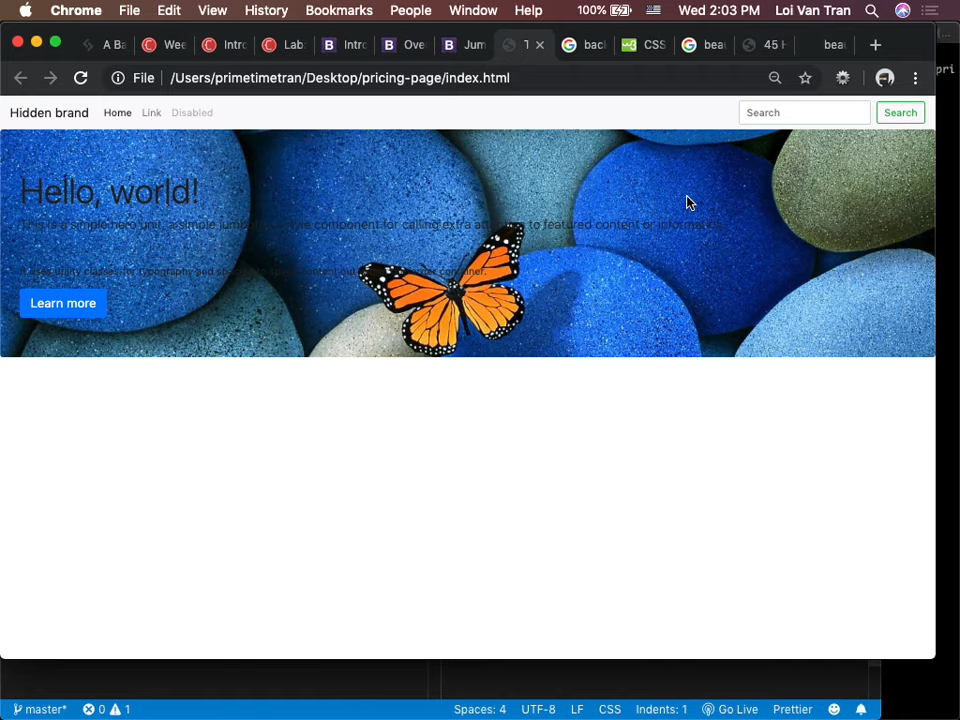 Chrome File Edit View History Bookmarks People Window Help 100% Wed 2:03 PM Loi Van Tran
A Ba Wee Intro Lab: Intro Ove Jum T bac CSS bea 45 H beau
File /Users/primetimetran/Desktop/pricing-page/index.html
pri
Hidden brand Home Link Disabled Search Search
Hello, world!
This is a simple hero unit, a simple jumbotron-style component for calling extra attention to featured content or information.
It uses utility classes for typography and spacing to space content out within the larger container.
Learn more
master* 0 1 Spaces: 4 UTF-8 LF CSS Indents: 1 Go Live Prettier